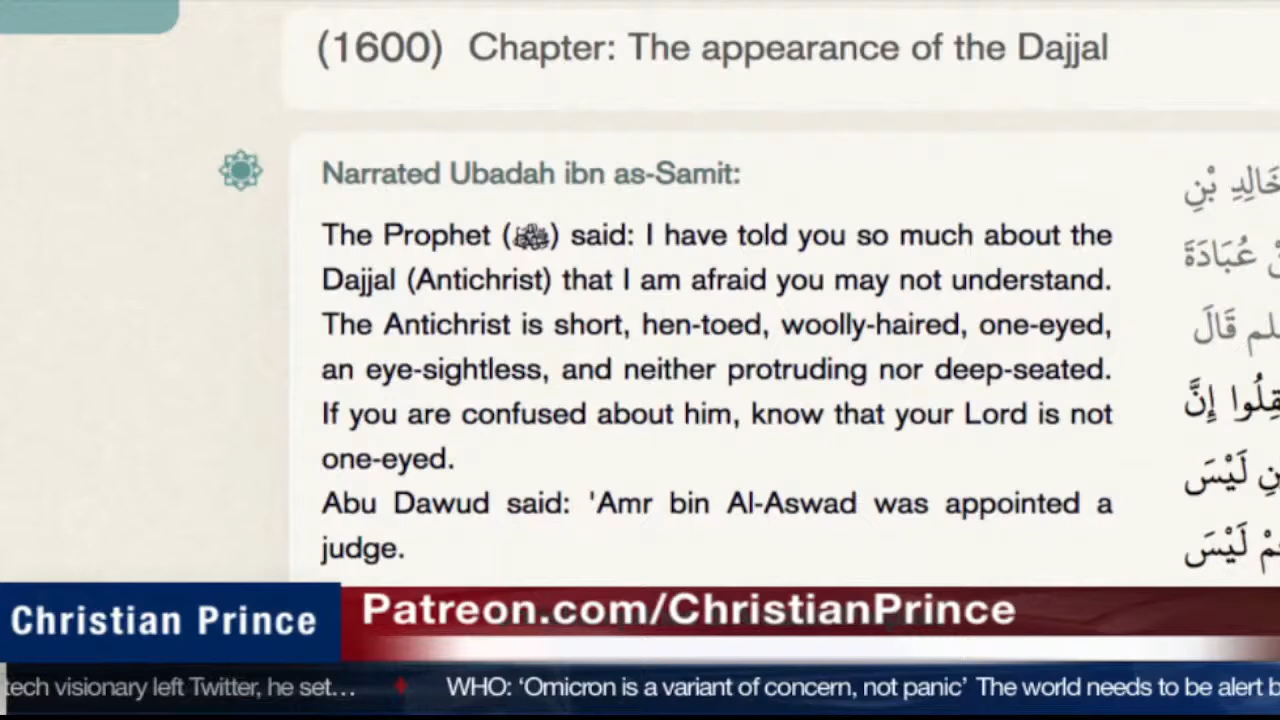 (1600) Chapter: The appearance of the Dajjal
Narrated Ubadah ibn as-Samit:
خَالِدِ بْنِ
The Prophet (ﷺ) said: I have told you so much about the
عُبَادَةَ
Dajjal (Antichrist) that I am afraid you may not understand.
The Antichrist is short, hen-toed, woolly-haired, one-eyed,
قَالَ
an eye-sightless, and neither protruding nor deep-seated.
If you are confused about him, know that your Lord is not
إِنَّ
one-eyed.
لَيْسَ
Abu Dawud said: 'Amr bin Al-Aswad was appointed a
judge.
لَيْسَ
Christian Prince
Patreon.com/ChristianPrince
tech visionary left Twitter, he set... WHO: ‘Omicron is a variant of concern, not panic’ The world needs to be alert b